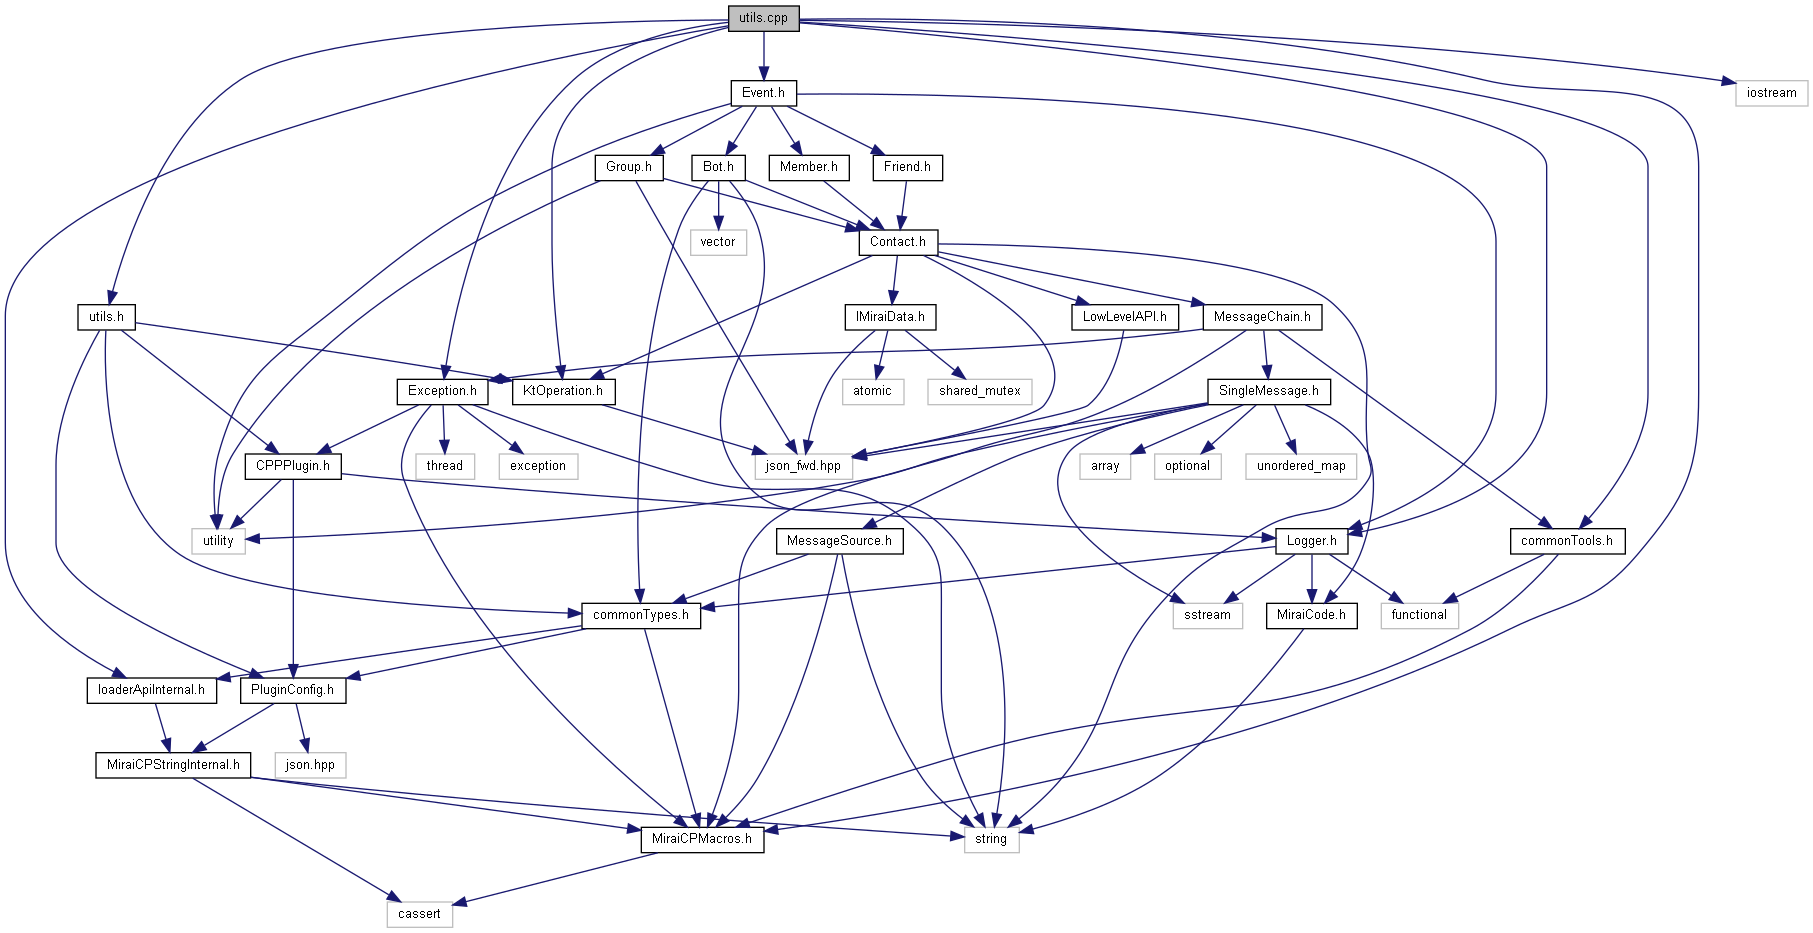 utils.cpp
Event.h
iostream
Group.h
Bot.h
Member.h
Friend.h
vector
Contact.h
utils.h
IMiraiData.h
LowLevelAPI.h
MessageChain.h
Exception.h
KtOperation.h
atomic
shared_mutex
SingleMessage.h
CPPPlugin.h
thread
exception
json_fwd.hpp
array
optional
unordered_map
utility
MessageSource.h
Logger.h
commonTools.h
commonTypes.h
sstream
MiraiCode.h
functional
loaderApiInternal.h
PluginConfig.h
MiraiCPStringInternal.h
json.hpp
MiraiCPMacros.h
string
cassert